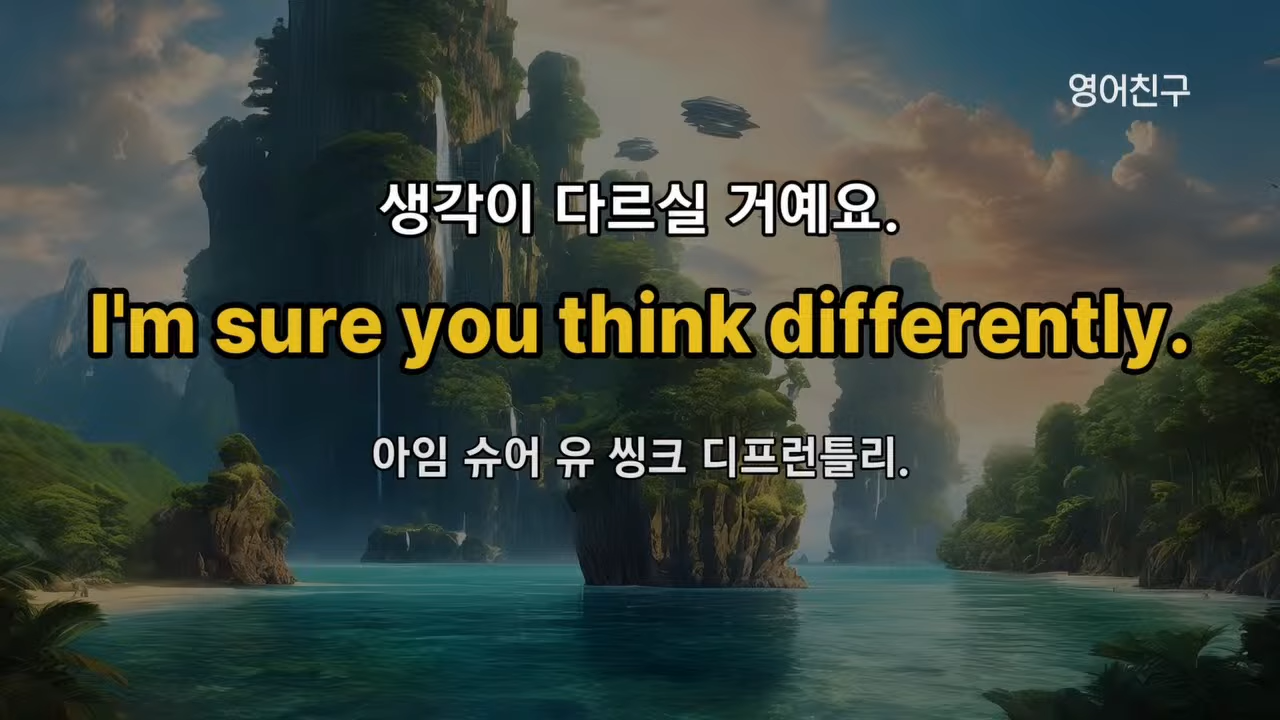 영어친구
생각이 다르실 거예요.
I'm sure you think differently.
아임 슈어 유 씽크 디프런틀리.